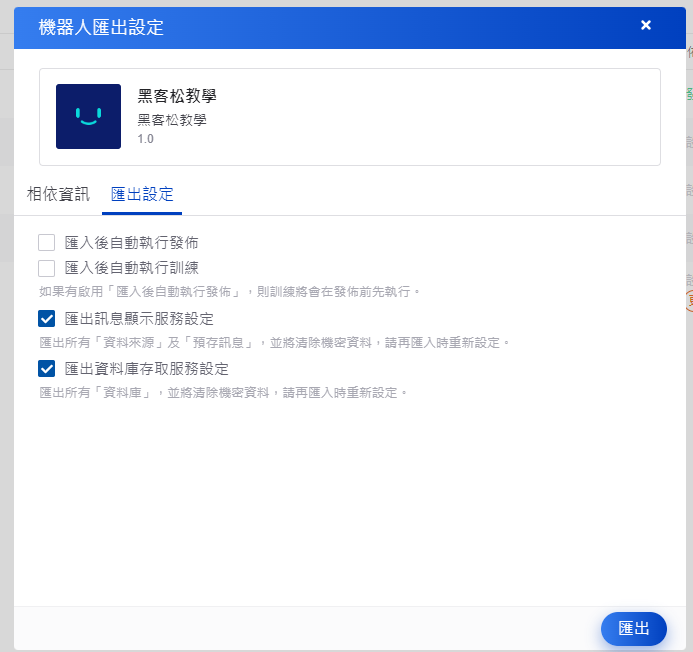 機器人匯出設定
黑客松教學
黑客松教學
1.0
相依資訊 匯出設定
匯入後自動執行發佈
匯入後自動執行訓練
如果有啟用「匯入後自動執行發佈」，則訓練將會在發佈前先執行。
匯出訊息顯示服務設定
匯出所有「資料來源」及「預存訊息」，並將清除機密資料，請再匯入時重新設定。
匯出資料庫存取服務設定
匯出所有「資料庫」，並將清除機密資料，請再匯入時重新設定。
匯出